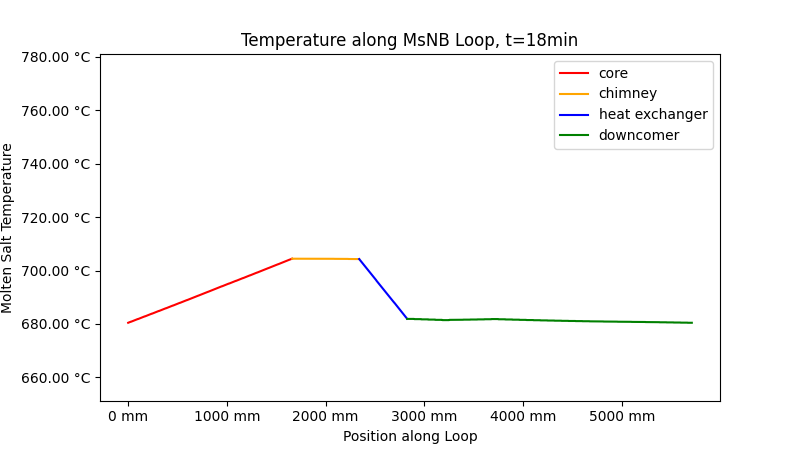 Temperature along MsNB Loop, t=18min
780.00 °C
760.00 °C
740.00 °C
720.00 °C
700.00 °C
680.00 °C
660.00 °C
Molten Salt Temperature
core
chimney
heat exchanger
downcomer
0 mm
1000 mm
2000 mm
3000 mm
4000 mm
5000 mm
Position along Loop